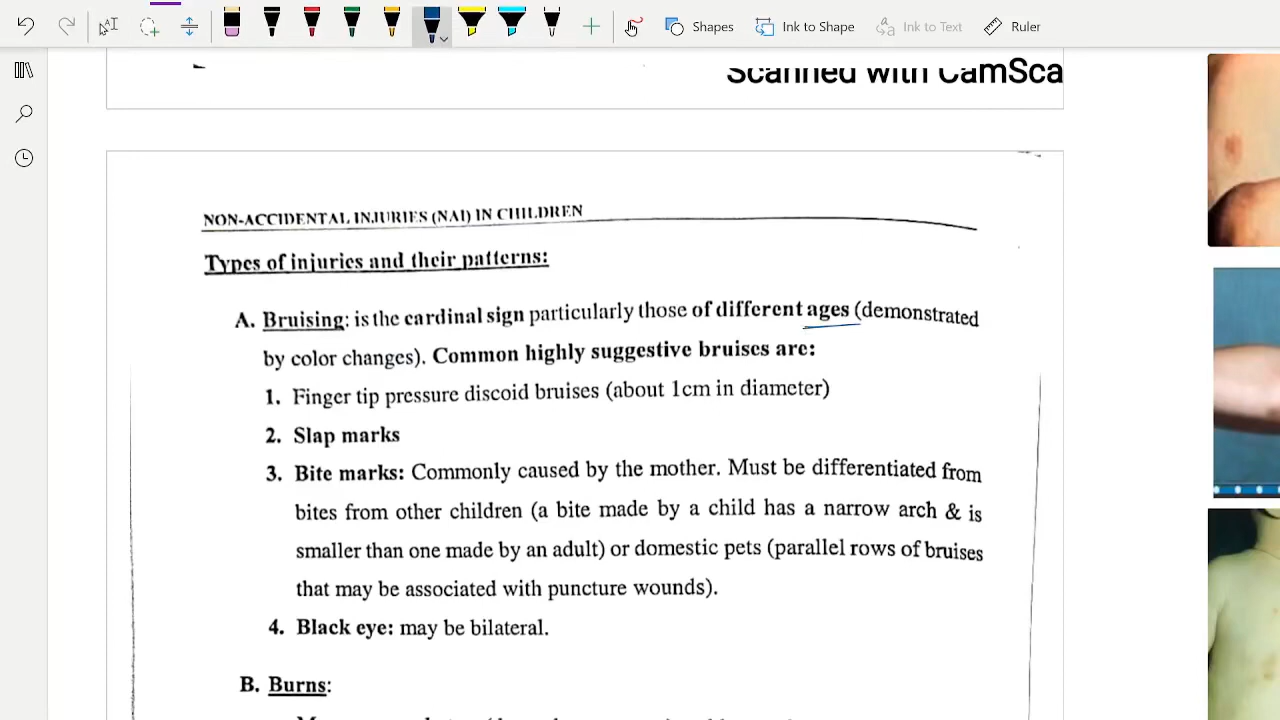 Shapes Ink to Shape Ink to Text Ruler
Scanned with CamSca
NON-ACCIDENTAL INJURIES (NAI) IN CHILDREN
Types of injuries and their patterns:
A. Bruising: is the cardinal sign particularly those of different ages (demonstrated
by color changes). Common highly suggestive bruises are:
1. Finger tip pressure discoid bruises (about 1cm in diameter)
2. Slap marks
3. Bite marks: Commonly caused by the mother. Must be differentiated from
bites from other children (a bite made by a child has a narrow arch & is
smaller than one made by an adult) or domestic pets (parallel rows of bruises
that may be associated with puncture wounds).
4. Black eye: may be bilateral.
B. Burns: